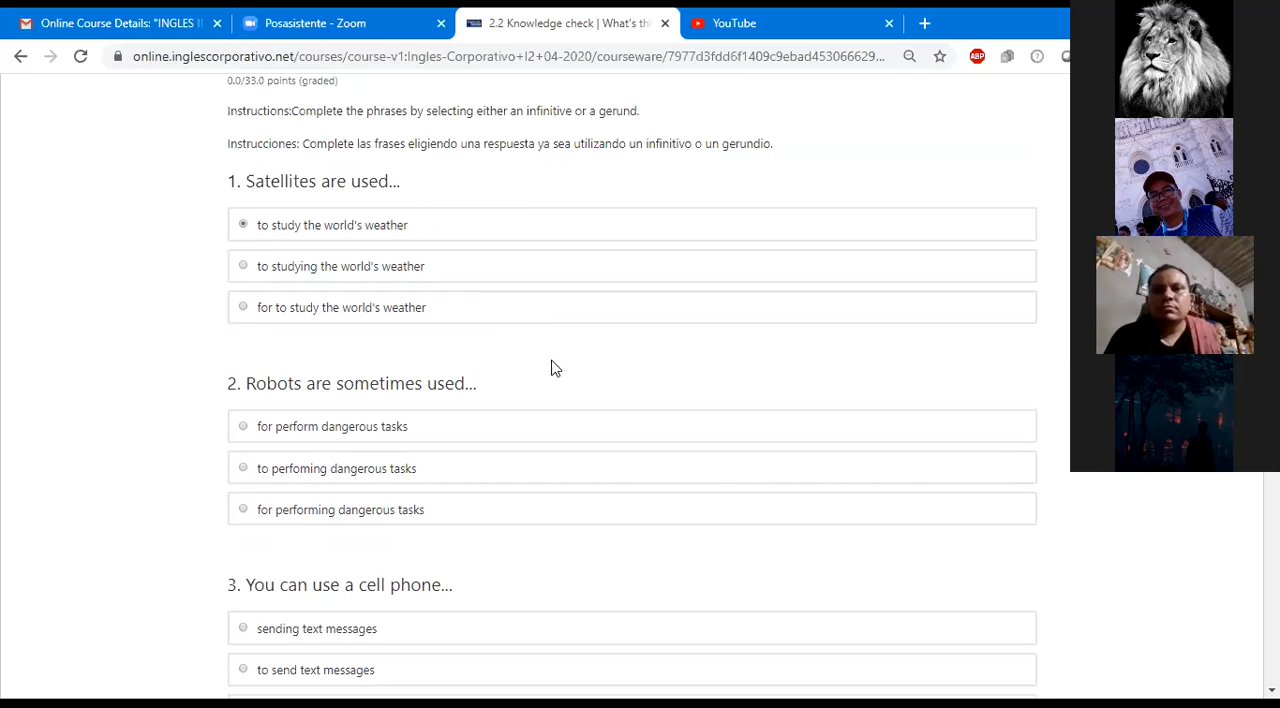 Online Course Details: "INGLES I
Posasistente - Zoom
2.2 Knowledge check | What's thi
YouTube
online.inglescorporativo.net/courses/course-v1:Ingles-Corporativo+I2+04-2020/courseware/7977d3fdd6f1409c9ebad453066629...
ABP
0.0/33.0 points (graded)
Instructions:Complete the phrases by selecting either an infinitive or a gerund.
Instrucciones: Complete las frases eligiendo una respuesta ya sea utilizando un infinitivo o un gerundio.
1. Satellites are used...
to study the world's weather
to studying the world's weather
for to study the world's weather
2. Robots are sometimes used...
for perform dangerous tasks
to perfoming dangerous tasks
for performing dangerous tasks
3. You can use a cell phone...
sending text messages
to send text messages